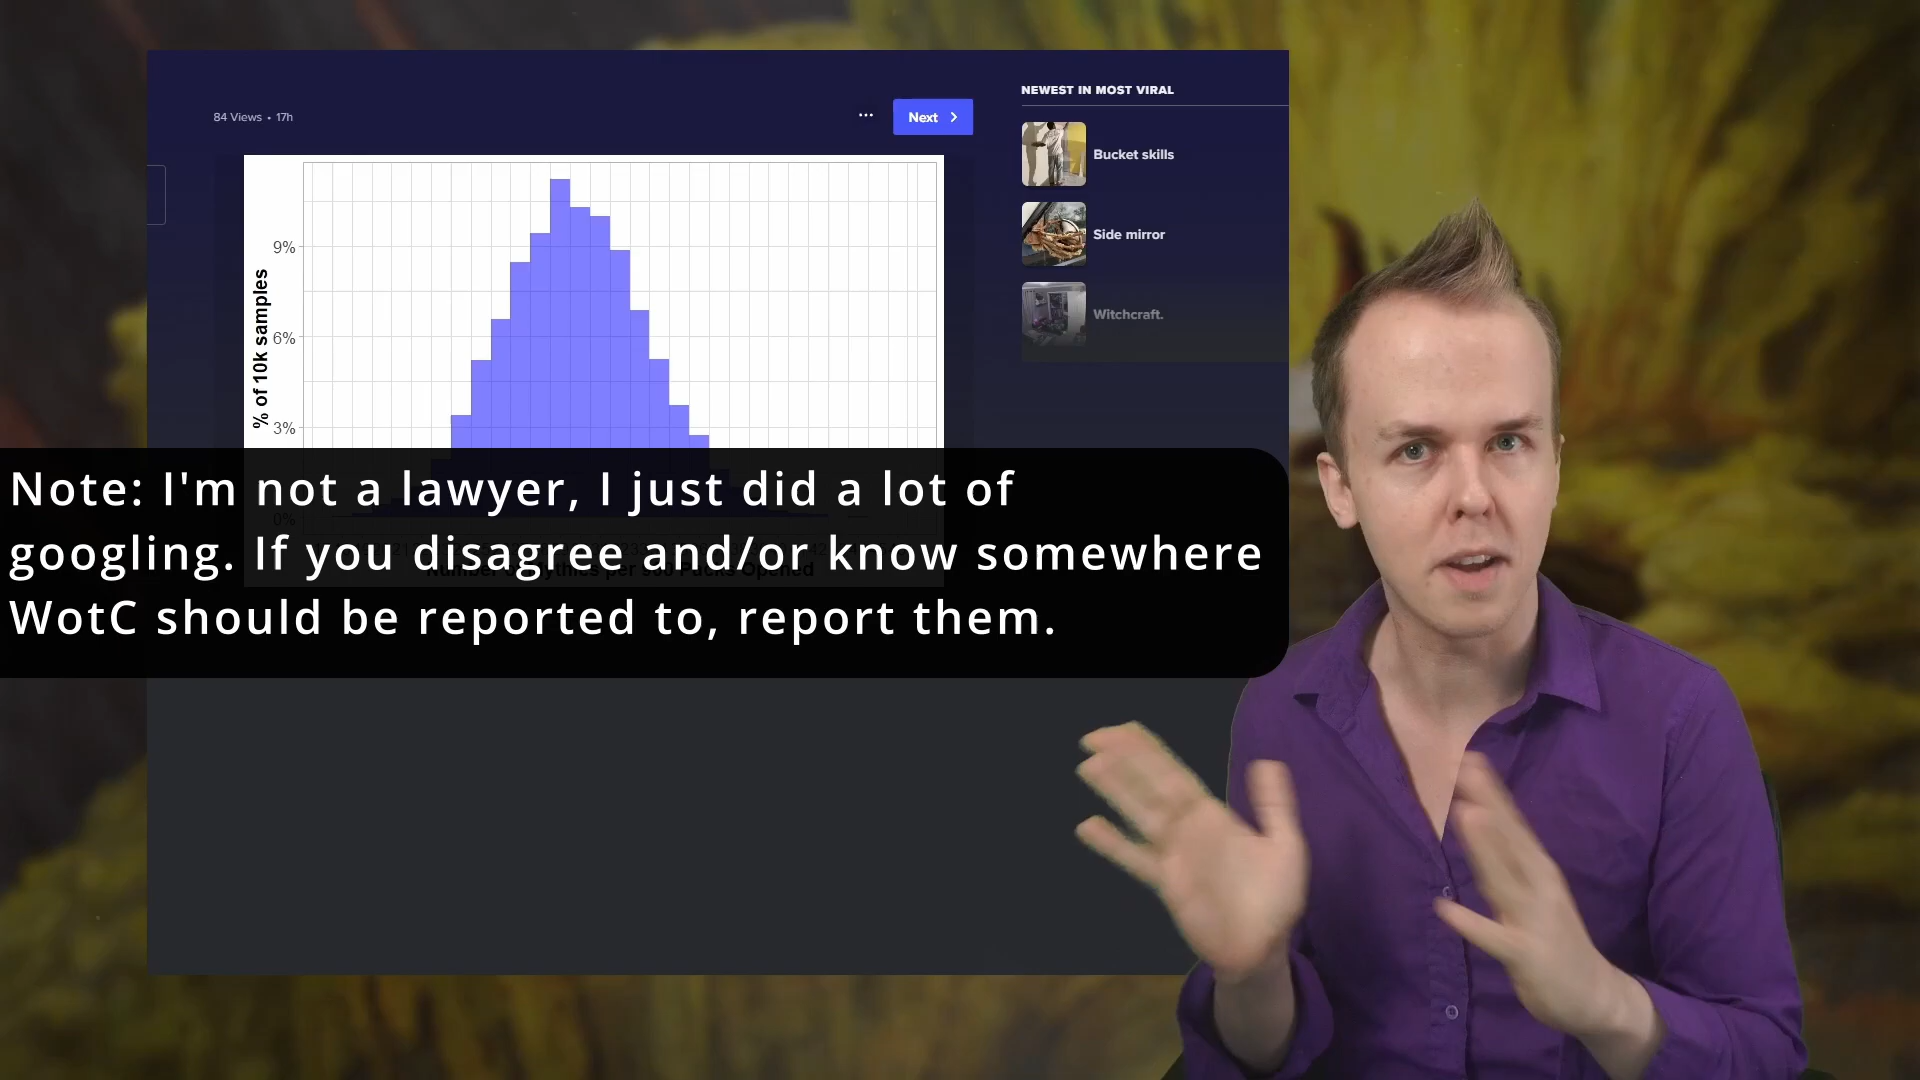 NEWEST IN MOST VIRAL
84 Views • 17h
Next
Bucket skills
Side mirror
Witchcraft.
% of 10k samples
9%
6%
3%
0%
Note: I'm not a lawyer, I just did a lot of
googling. If you disagree and/or know somewhere
WotC should be reported to, report them.